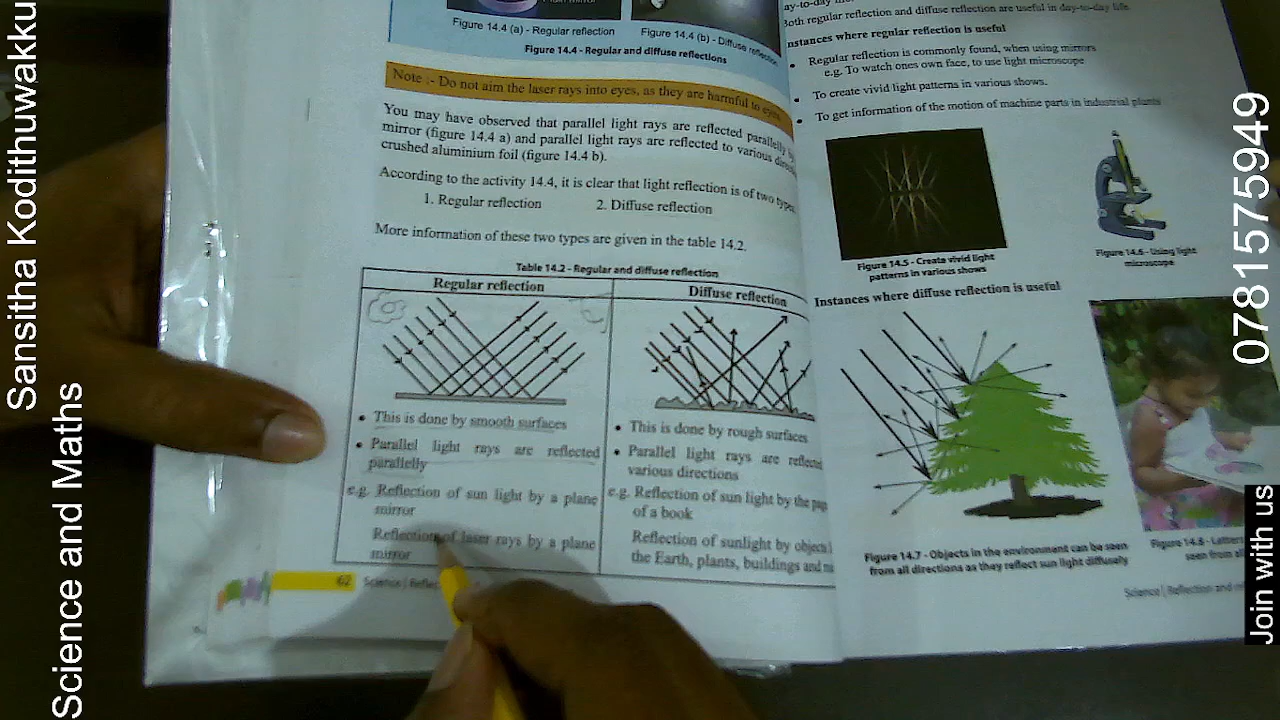 Sansitha Kodithuwakku
Science and Maths
Figure 14.4 (a) - Regular reflection
Figure 14.4 (b) - Diffuse reflection
Figure 14.4 - Regular and diffuse reflections
Note :- Do not aim the laser rays into eyes, as they are harmful to eyes.
You may have observed that parallel light rays are reflected parallelly
mirror (figure 14.4 a) and parallel light rays are reflected to various
crushed aluminium foil (figure 14.4 b).
According to the activity 14.4, it is clear that light reflection is of two types
1. Regular reflection 2. Diffuse reflection
More information of these two types are given in the table 14.2.
Table 14.2 - Regular and diffuse reflection
Regular reflection
• This is done by smooth surfaces
• Parallel light rays are reflected
parallelly
e.g. Reflection of sun light by a plane
mirror
Reflection of laser rays by a plane
mirror
Diffuse reflection
• This is done by rough surfaces
• Parallel light rays are
various directions
e.g. Reflection of sun light by the
of a book
Reflection of sunlight by
the Earth, plants, buildings and
62 Science
ay-to-day
Both regular reflection and diffuse reflection are useful in day-to-day life.
nstances where regular reflection is useful
• Regular reflection is commonly found, when using mirrors
e.g. To watch ones own face, to use light microscope
• To create vivid light patterns in various shows.
• To get information of the motion of machine parts in industrial plants
Figure 14.5 - Create vivid light
patterns in various shows
Figure 14.6 - Using light
microscope
Instances where diffuse reflection is useful
Figure 14.7 - Objects in the environment can be seen
from all directions as they reflect sun light diffusely
Figure 14.8 - Letters
seen from
Science | Reflection and
0781575949
Join with us